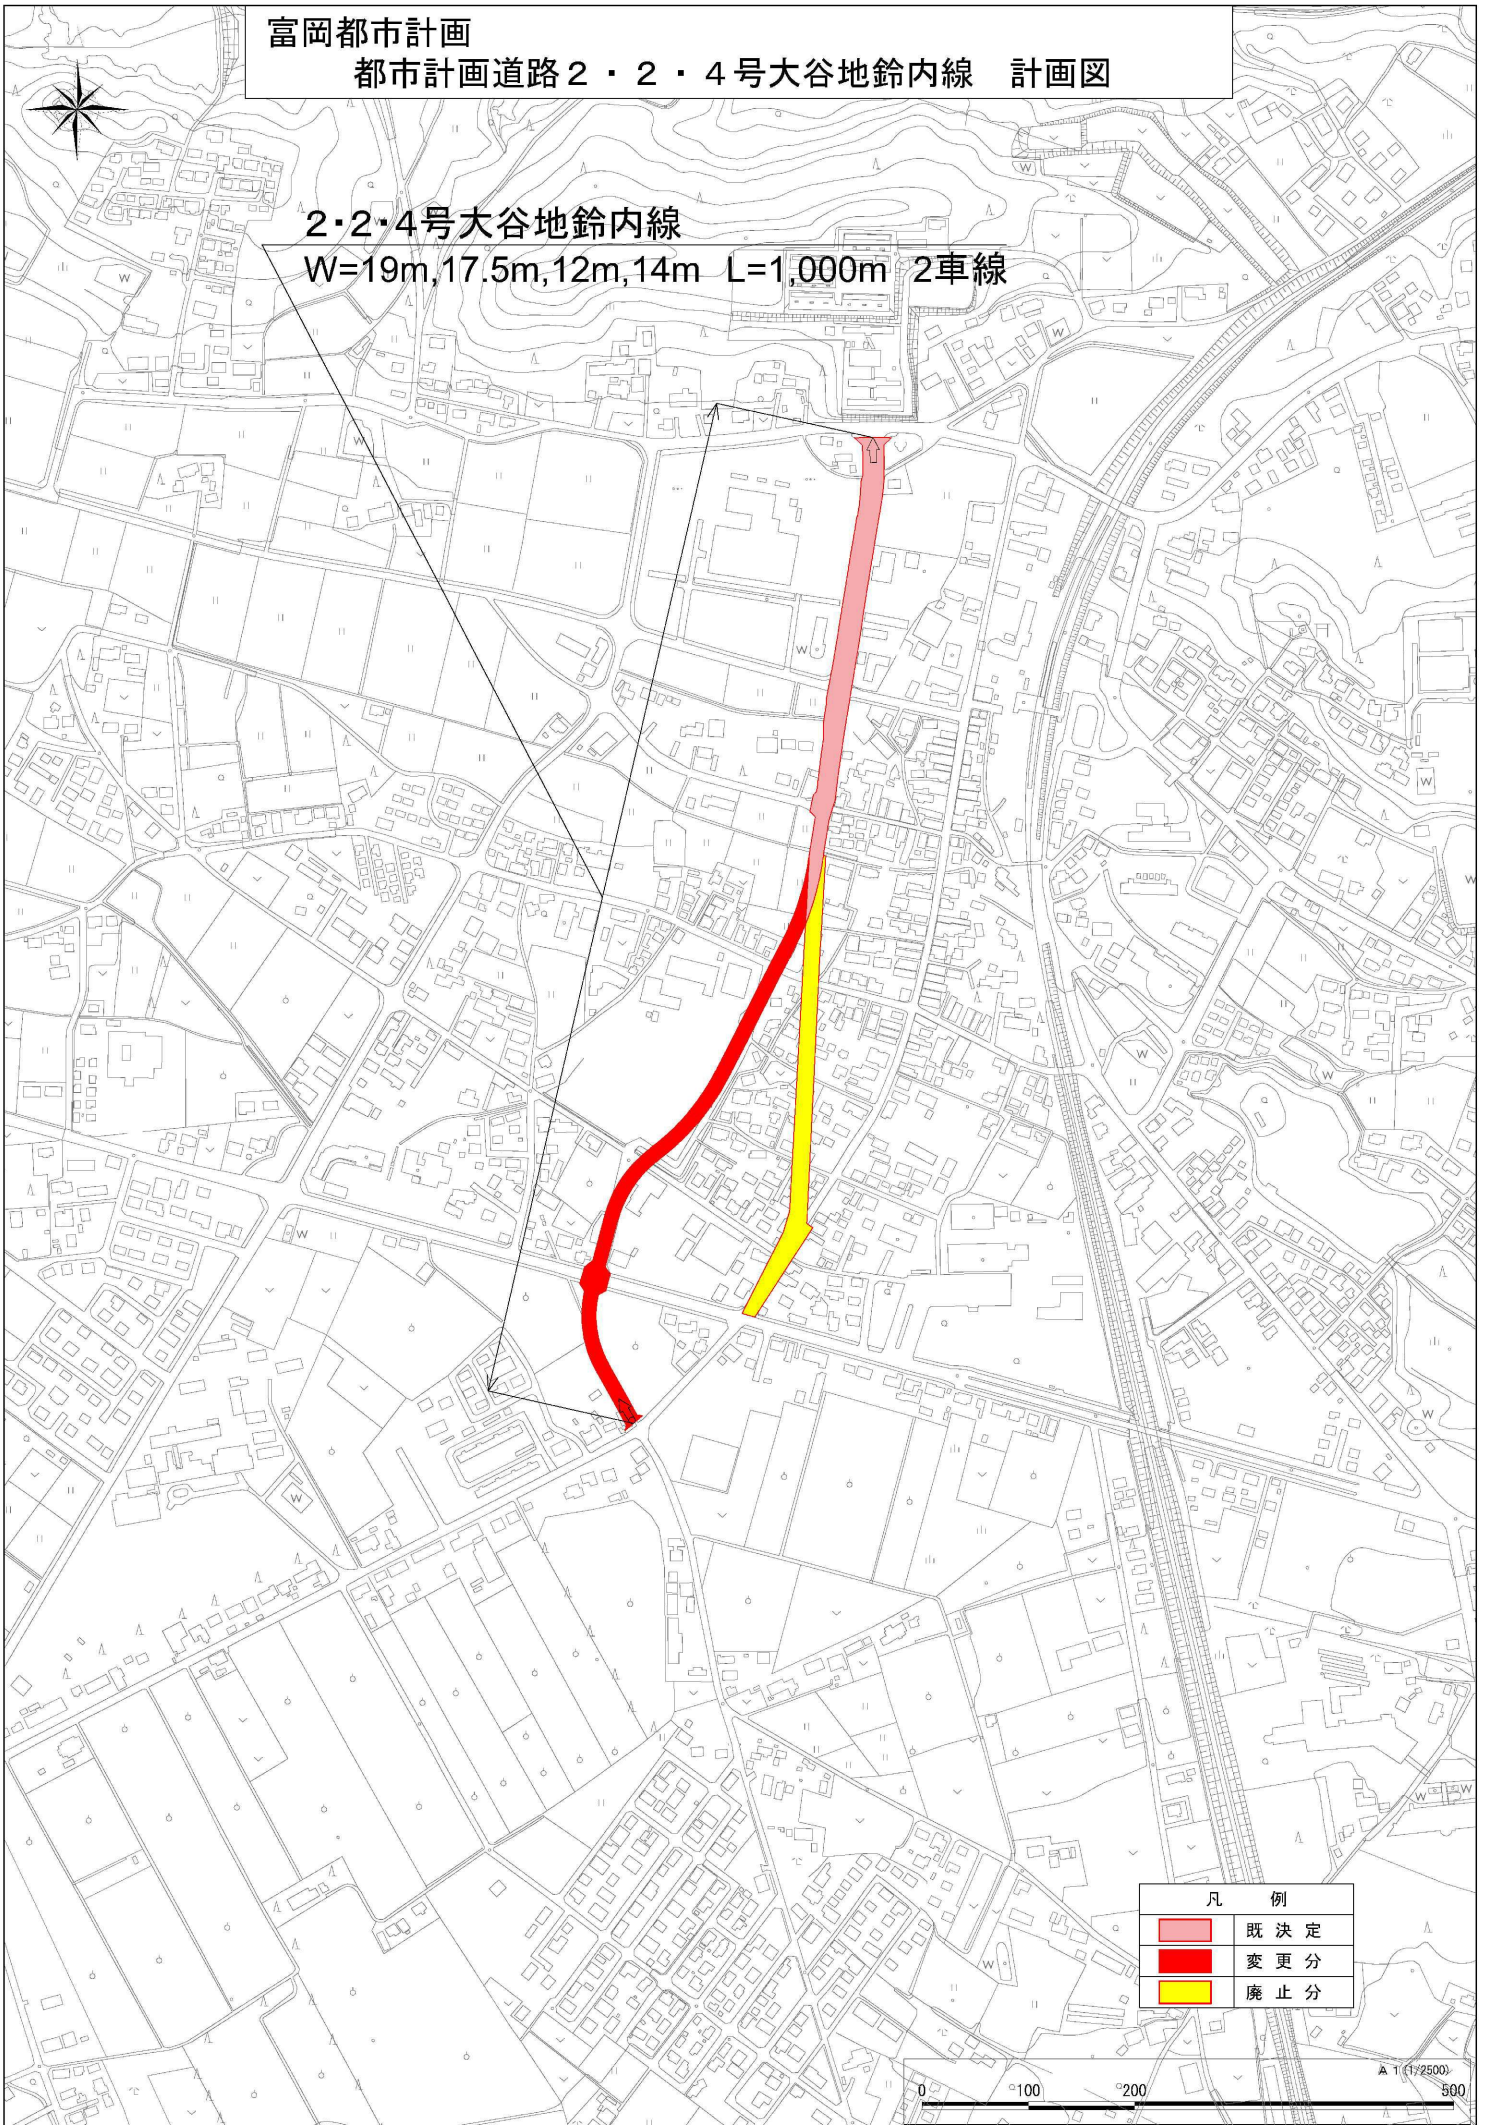 富岡都市計画
都市計画道路２・２・４号大谷地鈴内線　計画図
2・2・4号大谷地鈴内線
W=19m,17.5m,12m,14m L=1,000m 2車線
凡 例
既 決 定
変 更 分
廃 止 分
A 1 (1/2500)
0 100 200 500